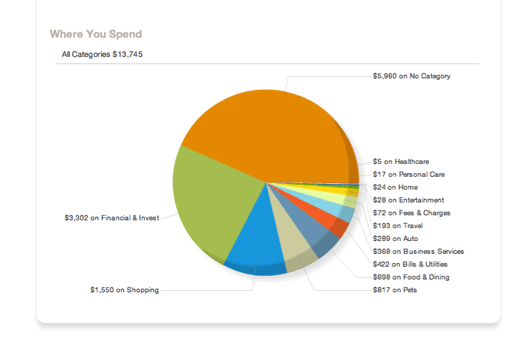 Where You Spend
All Categories $13,745
$5,960 on No Category
$5 on Healthcare
$17 on Personal Care
$24 on Home
$28 on Entertainment
$72 on Fees & Charges
$193 on Travel
$289 on Auto
$368 on Business Services
$422 on Bills & Utilities
$698 on Food & Dining
$817 on Pets
$3,302 on Financial & Invest
$1,550 on Shopping